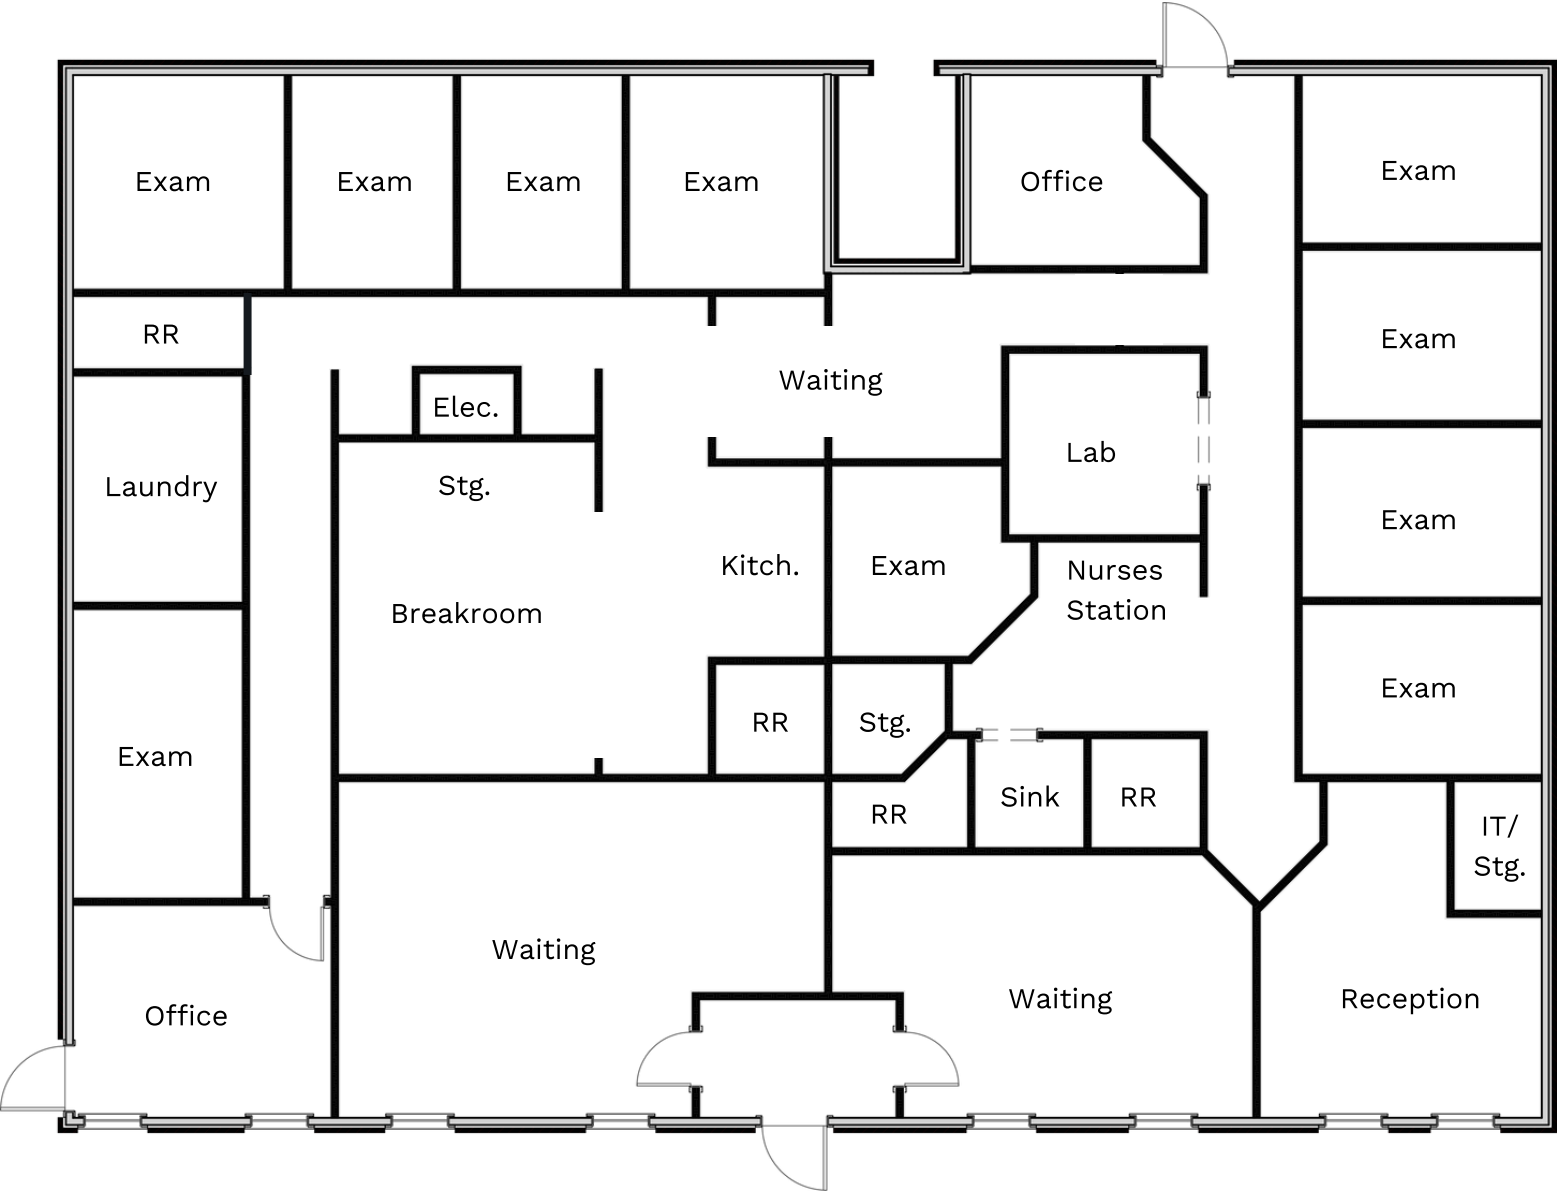 Exam
Exam
Exam
Exam
Office
Exam
RR
Exam
Waiting
Elec.
Lab
Laundry
Stg.
Exam
Kitch.
Exam
Nurses
Station
Breakroom
Exam
RR
Stg.
Exam
Sink
RR
RR
IT/
Stg.
Waiting
Waiting
Reception
Office